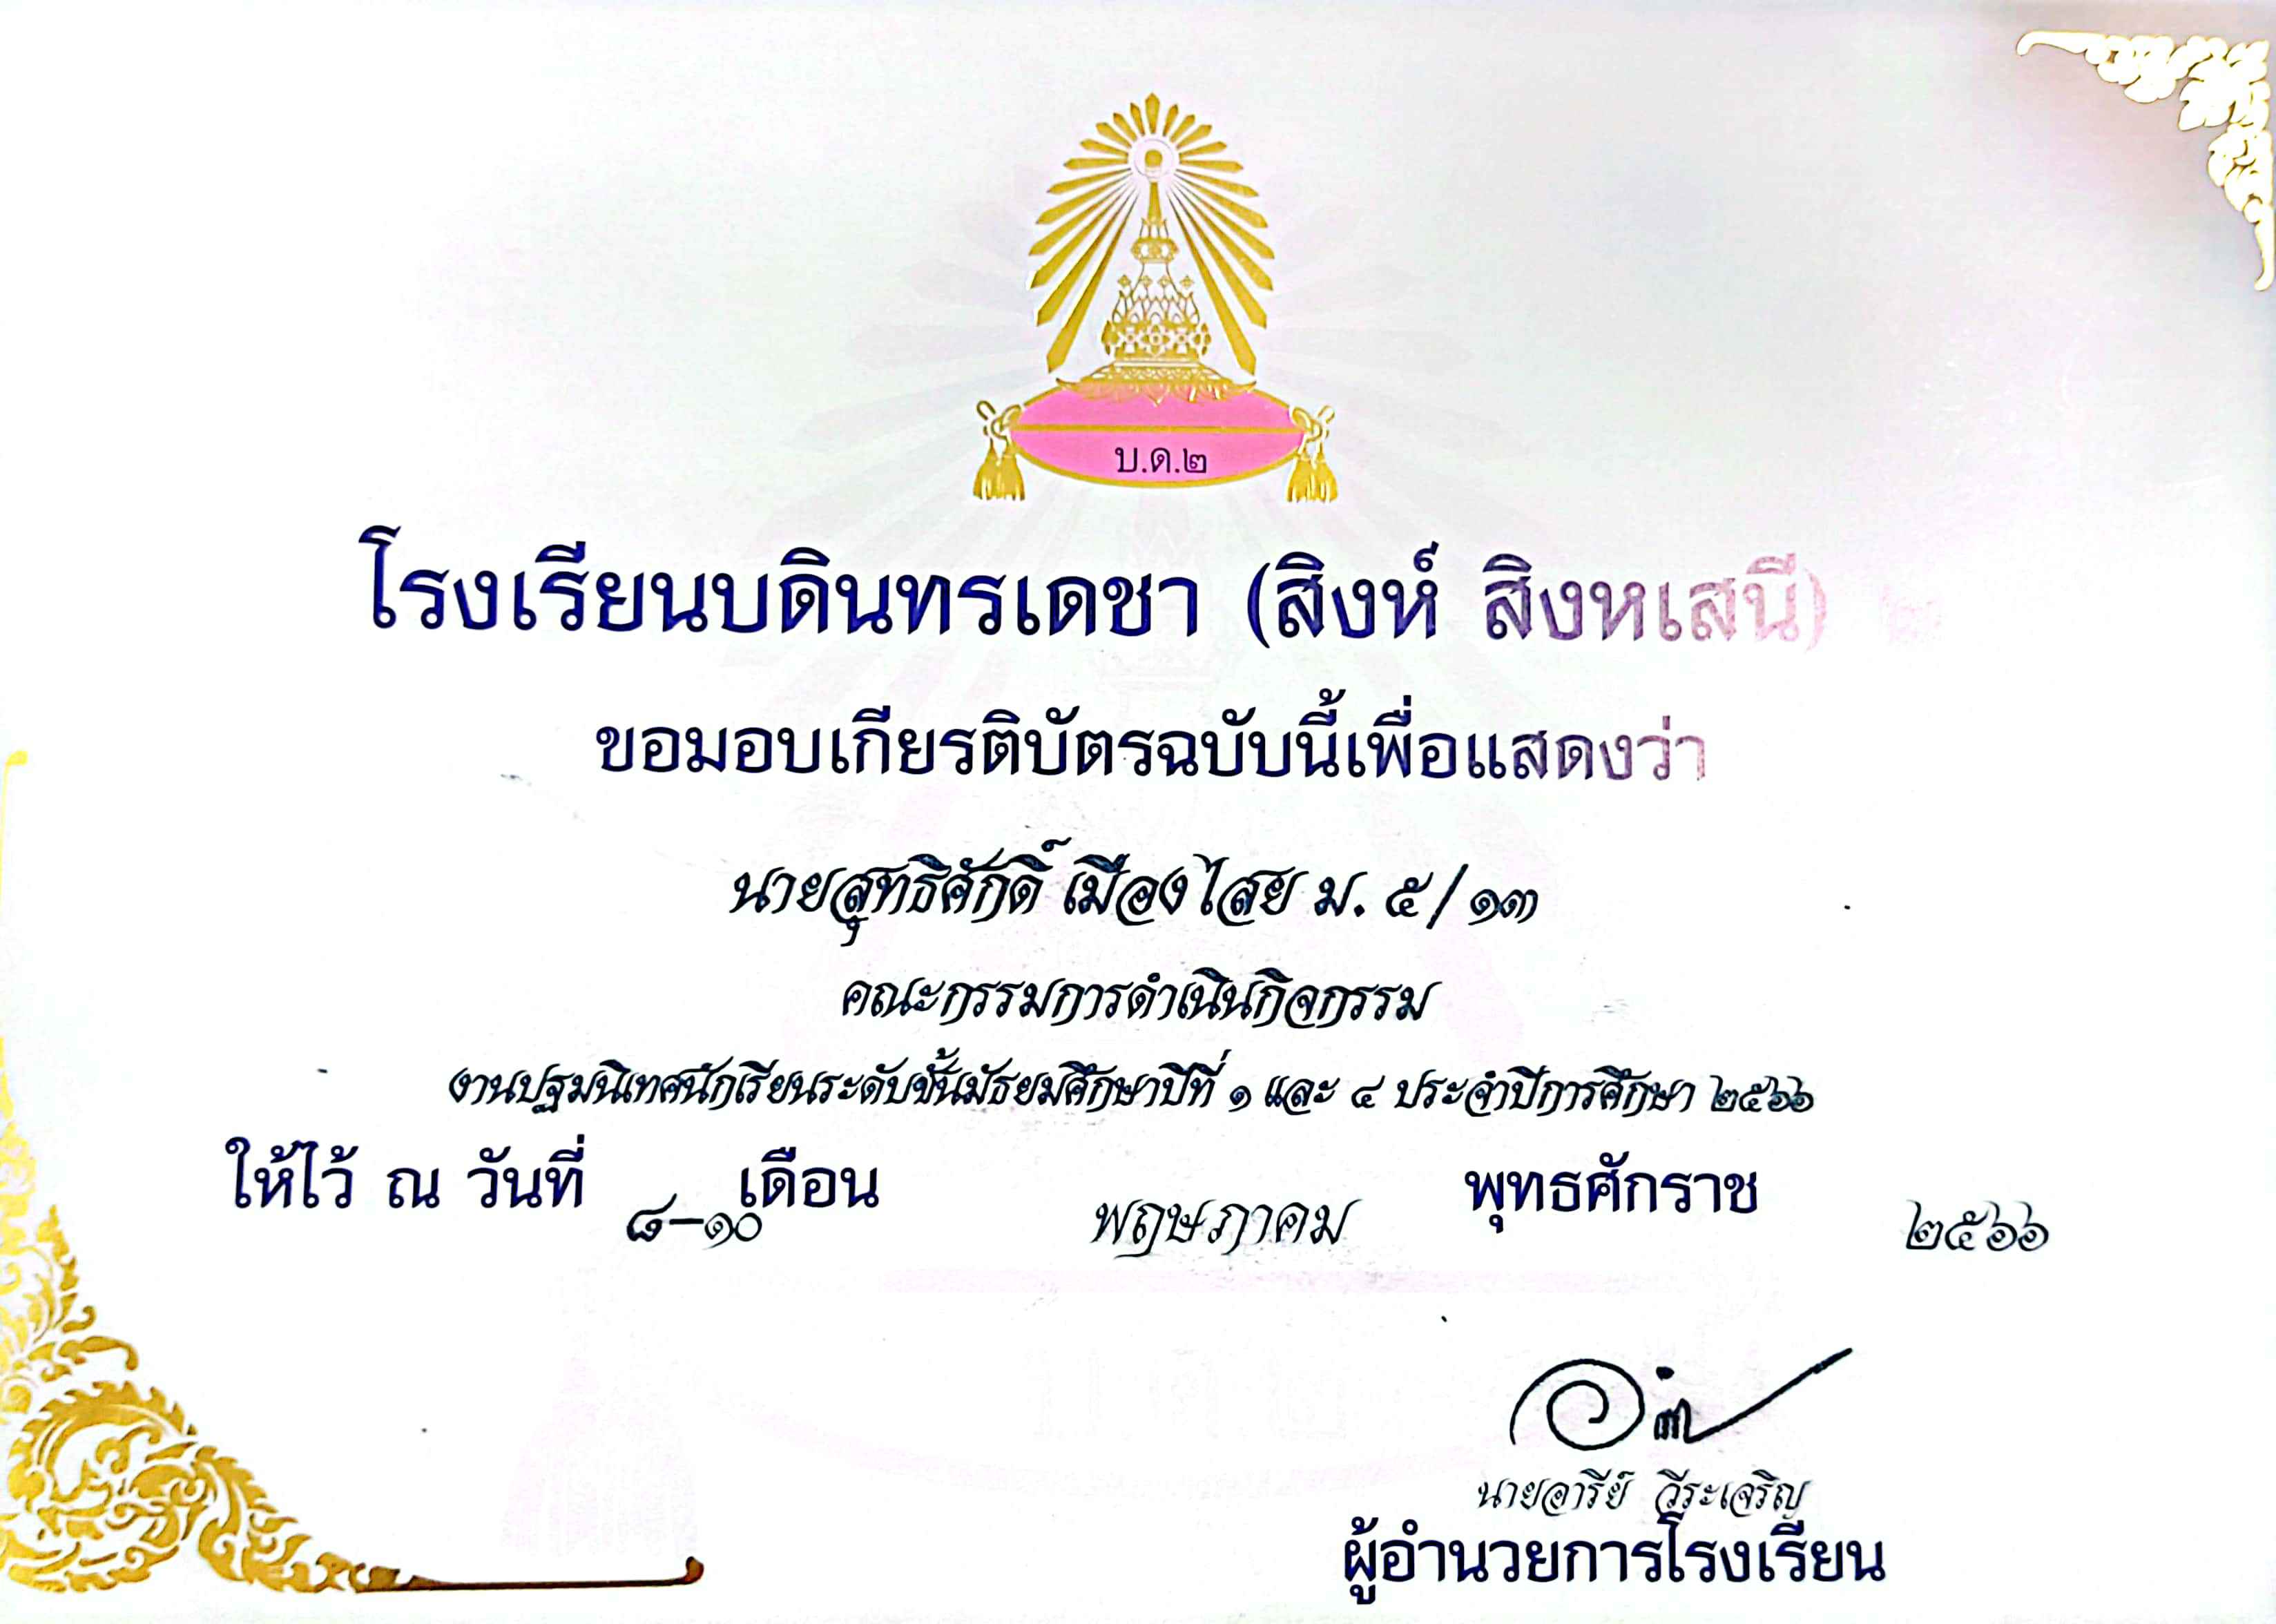 บ.ด.๒
โรงเรียนบดินทรเดชา (สิงห์ สิงหเสนี)
ขอมอบเกียรติบัตรฉบับนี้เพื่อแสดงว่า
นายสุทธิศักดิ์ เมืองไสย ม. ๕/๑๓
คณะกรรมการดำเนินกิจกรรม
งานปฐมนิเทศนักเรียนระดับชั้นมัธยมศึกษาปีที่ ๑ และ ๔ ประจำปีการศึกษา ๒๕๖๖
ให้ไว้ ณ วันที่ ๘-๑๐ เดือน พฤษภาคม พุทธศักราช ๒๕๖๖
นายอารีย์ วีระเจริญ
ผู้อำนวยการโรงเรียน